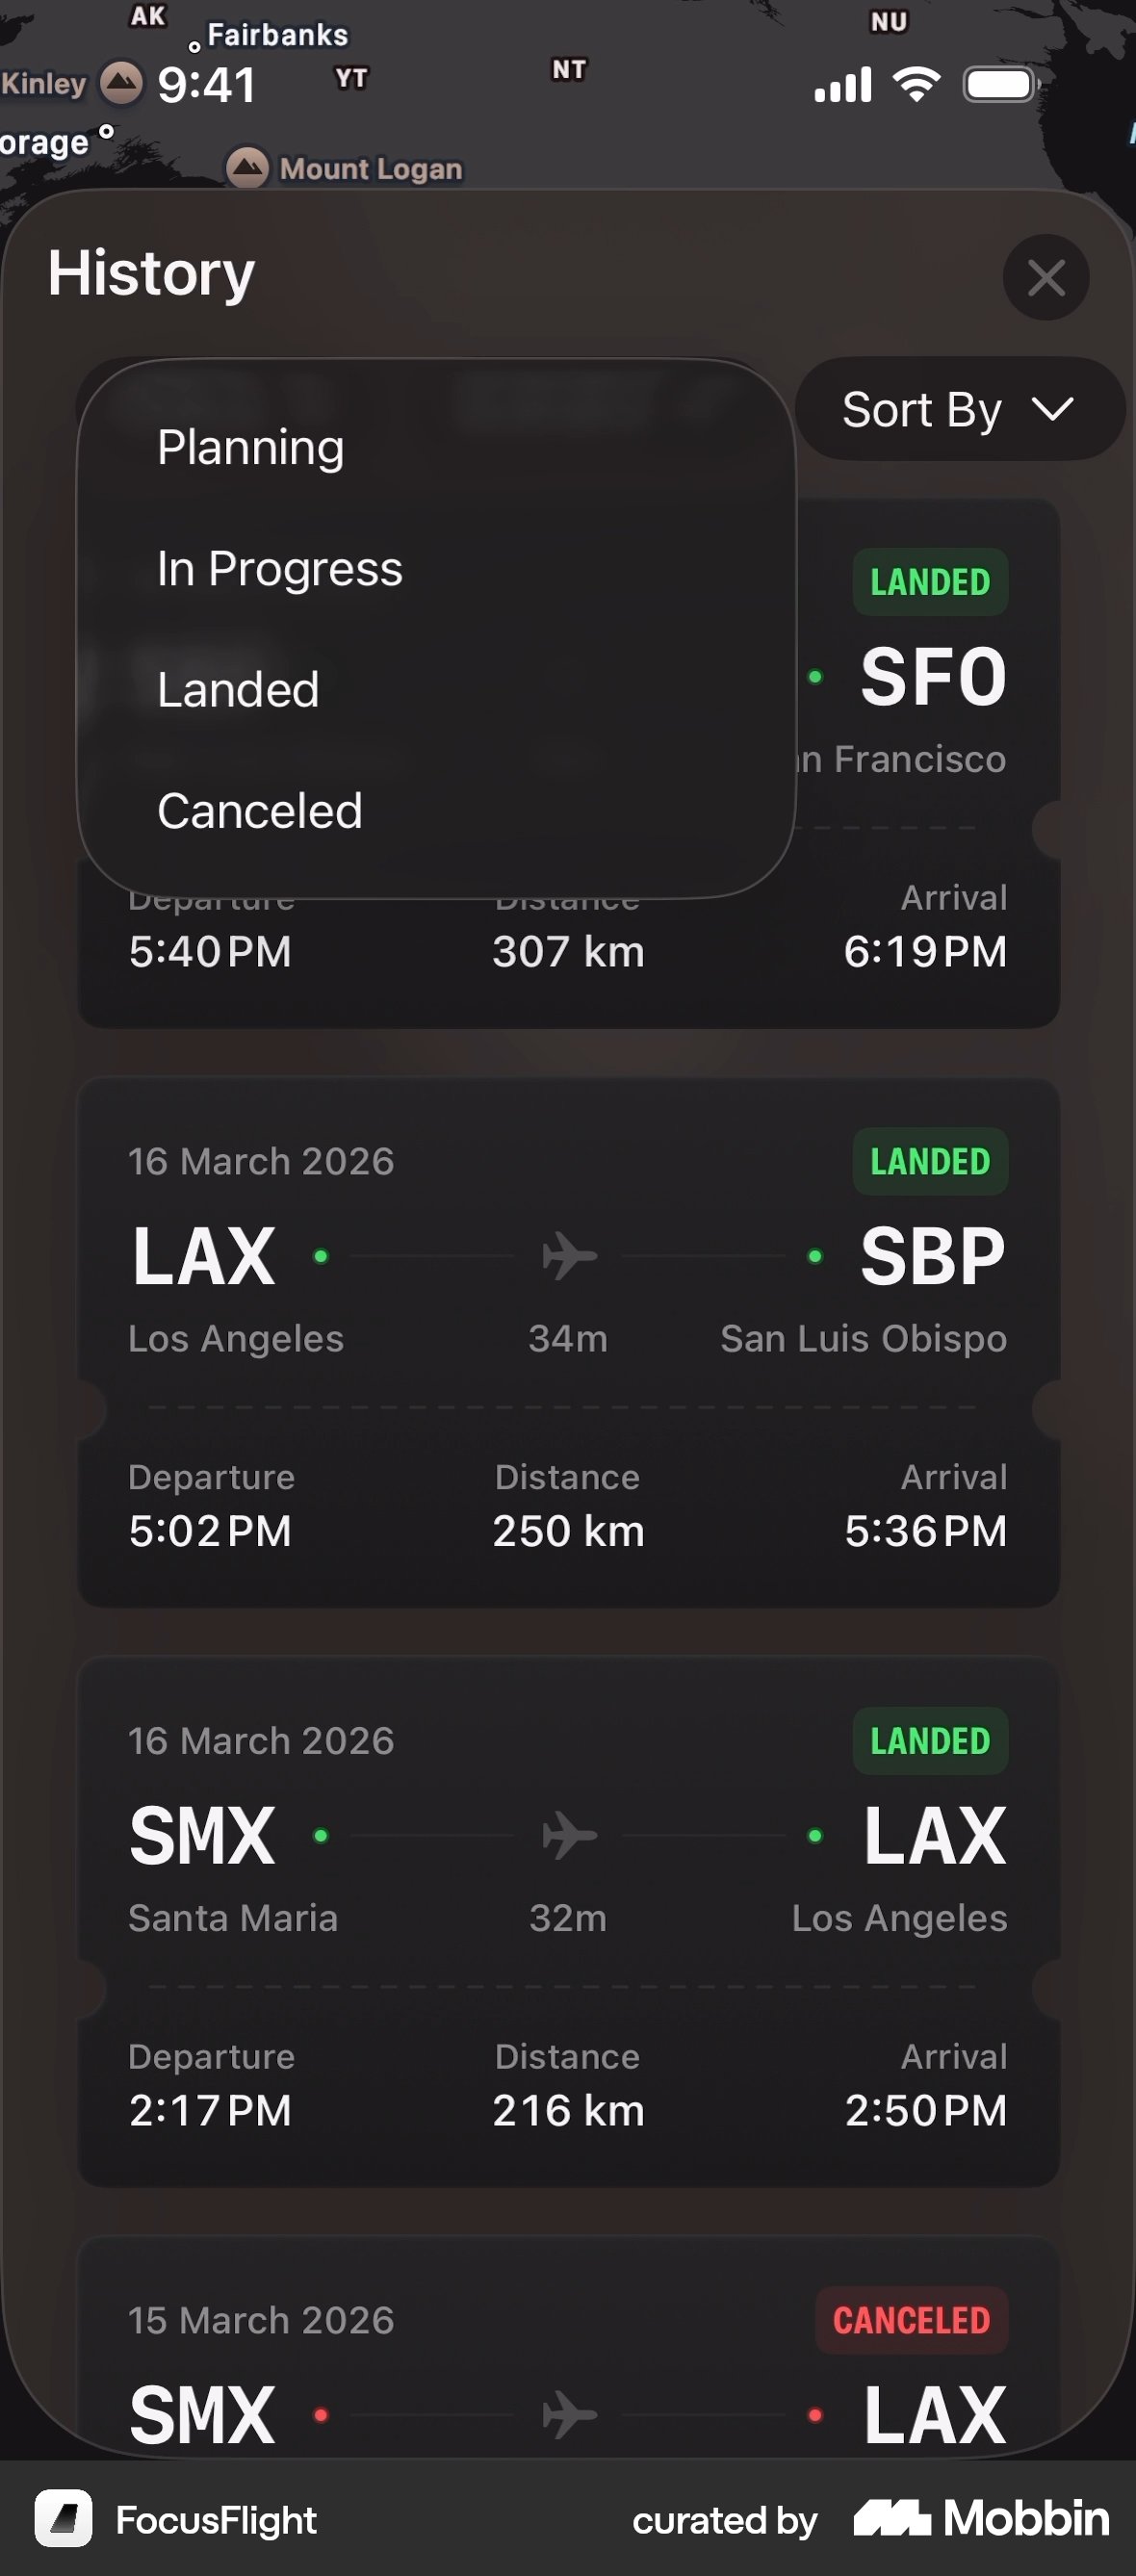 AK
Fairbanks
NU
Kinley
9:41
YT
NT
orage
Mount Logan
History
Sort By
Planning
In Progress
Landed
Canceled
LANDED
SFO
n Francisco
Departure
Distance
Arrival
5:40 PM
307 km
6:19 PM
16 March 2026
LANDED
LAX
SBP
Los Angeles
34m
San Luis Obispo
Departure
Distance
Arrival
5:02 PM
250 km
5:36 PM
16 March 2026
LANDED
SMX
LAX
Santa Maria
32m
Los Angeles
Departure
Distance
Arrival
2:17 PM
216 km
2:50 PM
15 March 2026
CANCELED
SMX
LAX
FocusFlight
curated by
Mobbin